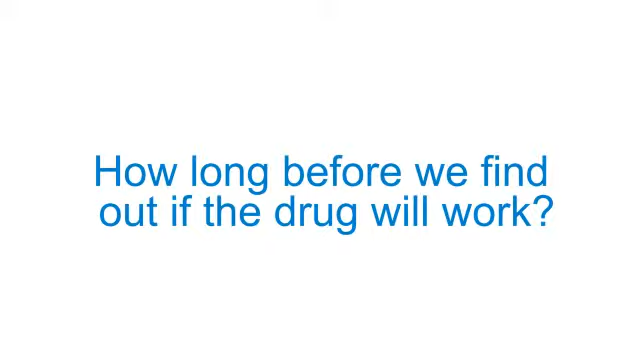 How long before we find
out if the drug will work?